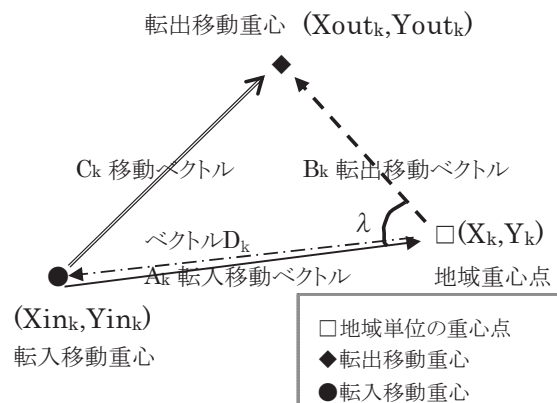 転出移動重心 (Xoutₖ,Youtₖ)
Cₖ 移動ベクトル
Bₖ 転出移動ベクトル
λ
ベクトルDₖ
□(Xₖ,Yₖ)
Aₖ 転入移動ベクトル
地域重心点
(Xinₖ,Yinₖ)
転入移動重心
□地域単位の重心点
◆転出移動重心
●転入移動重心